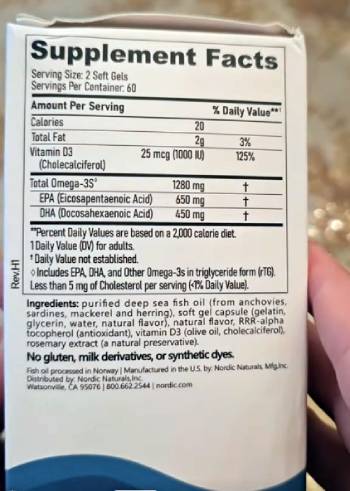 Supplement Facts
Serving Size: 2 Soft Gels
Servings Per Container: 60
Amount Per Serving % Daily Value**¹
Calories 20
Total Fat 2g 3%
Vitamin D3 25 mcg (1000 IU) 125%
(Cholecalciferol)
Total Omega-3S◊ 1280 mg †
EPA (Eicosapentaenoic Acid) 650 mg †
DHA (Docosahexaenoic Acid) 450 mg †
**Percent Daily Values are based on a 2,000 calorie diet.
1 Daily Value (DV) for adults.
† Daily Value not established.
◊ Includes EPA, DHA, and Other Omega-3s in triglyceride form (rTG).
Less than 5 mg of Cholesterol per serving (<1% Daily Value).
Rev.H1
Ingredients: purified deep sea fish oil (from anchovies,
sardines, mackerel and herring), soft gel capsule (gelatin,
glycerin, water, natural flavor), natural flavor, RRR-alpha
tocopherol (antioxidant), vitamin D3 (olive oil, cholecalciferol),
rosemary extract (a natural preservative).
No gluten, milk derivatives, or synthetic dyes.
Fish oil processed in Norway | Manufactured in the U.S. by: Nordic Naturals Mfg.Inc.
Distributed by: Nordic Naturals,Inc.
Watsonville, CA 95076 | 800.662.2544 | nordic.com